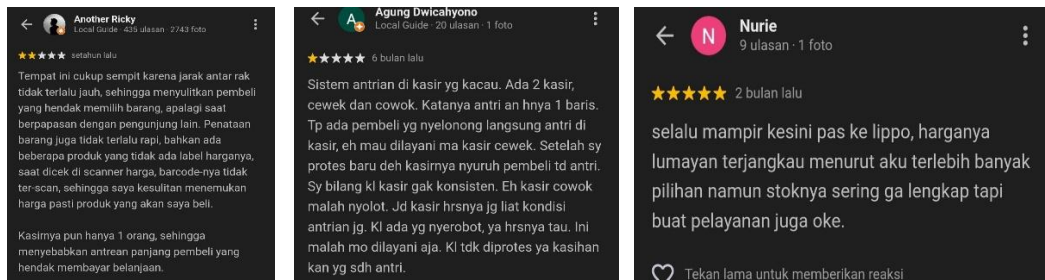 Another Ricky
Local Guide · 435 ulasan · 2743 foto
setahun lalu
Tempat ini cukup sempit karena jarak antar rak
tidak terlalu jauh, sehingga menyulitkan pembeli
yang hendak memilih barang, apalagi saat
berpapasan dengan pengunjung lain. Penataan
barang juga tidak terlalu rapi, bahkan ada
beberapa produk yang tidak ada label harganya,
saat dicek di scanner harga, barcode-nya tidak
ter-scan, sehingga saya kesulitan menemukan
harga pasti produk yang akan saya beli.
Kasirnya pun hanya 1 orang, sehingga
menyebabkan antrean panjang pembeli yang
hendak membayar belanjaan.
A
Agung Dwicahyono
Local Guide · 20 ulasan · 1 foto
6 bulan lalu
Sistem antrian di kasir yg kacau. Ada 2 kasir,
cewek dan cowok. Katanya antri an hnya 1 baris.
Tp ada pembeli yg nyelonong langsung antri di
kasir, eh mau dilayani ma kasir cewek. Setelah sy
protes baru deh kasirnya nyuruh pembeli td antri.
Sy bilang kl kasir gak konsisten. Eh kasir cowok
malah nyolot. Jd kasir hrsnya jg liat kondisi
antrian jg. Kl ada yg nyerobot, ya hrsnya tau. Ini
malah mo dilayani aja. Kl tdk diprotes ya kasihan
kan yg sdh antri.
N
Nurie
9 ulasan · 1 foto
2 bulan lalu
selalu mampir kesini pas ke lippo, harganya
lumayan terjangkau menurut aku terlebih banyak
pilihan namun stoknya sering ga lengkap tapi
buat pelayanan juga oke.
Tekan lama untuk memberikan reaksi